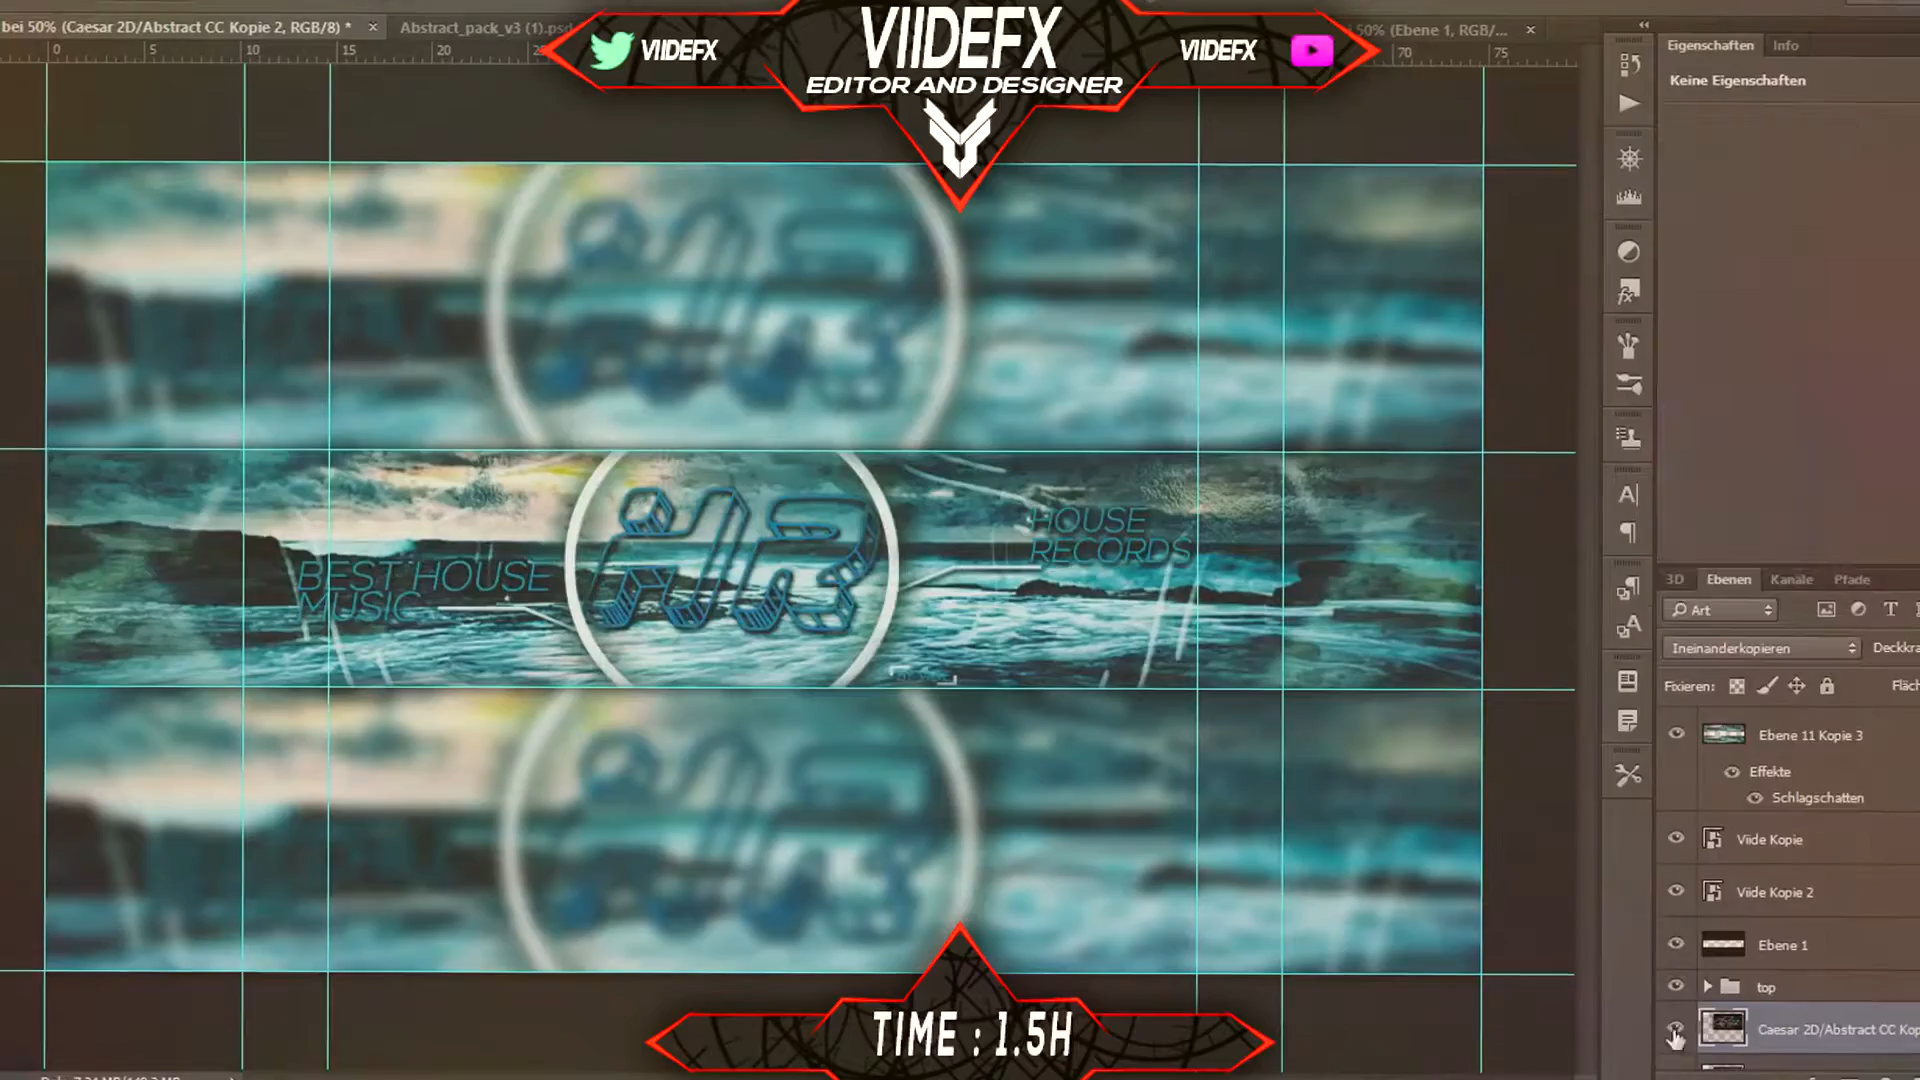 bei 50% (Caesar 2D/Abstract CC Kopie 2, RGB/8) *
Abstract_pack_v3 (1).psd
50% (Ebene 1, RGB/...
0 5 10 15 20 70 75
VIIDEFX
VIIDEFX
VIIDEFX
EDITOR AND DESIGNER
Eigenschaften
Info
Keine Eigenschaften
HOUSE
RECORDS
BEST HOUSE
MUSIC
HR
3D
Ebenen
Kanäle
Pfade
Art
Ineinanderkopieren
Deckkra
Fixieren:
Fläch
Ebene 11 Kopie 3
Effekte
Schlagschatten
Viide Kopie
Viide Kopie 2
Ebene 1
top
Caesar 2D/Abstract CC Kop
TIME : 1.5H